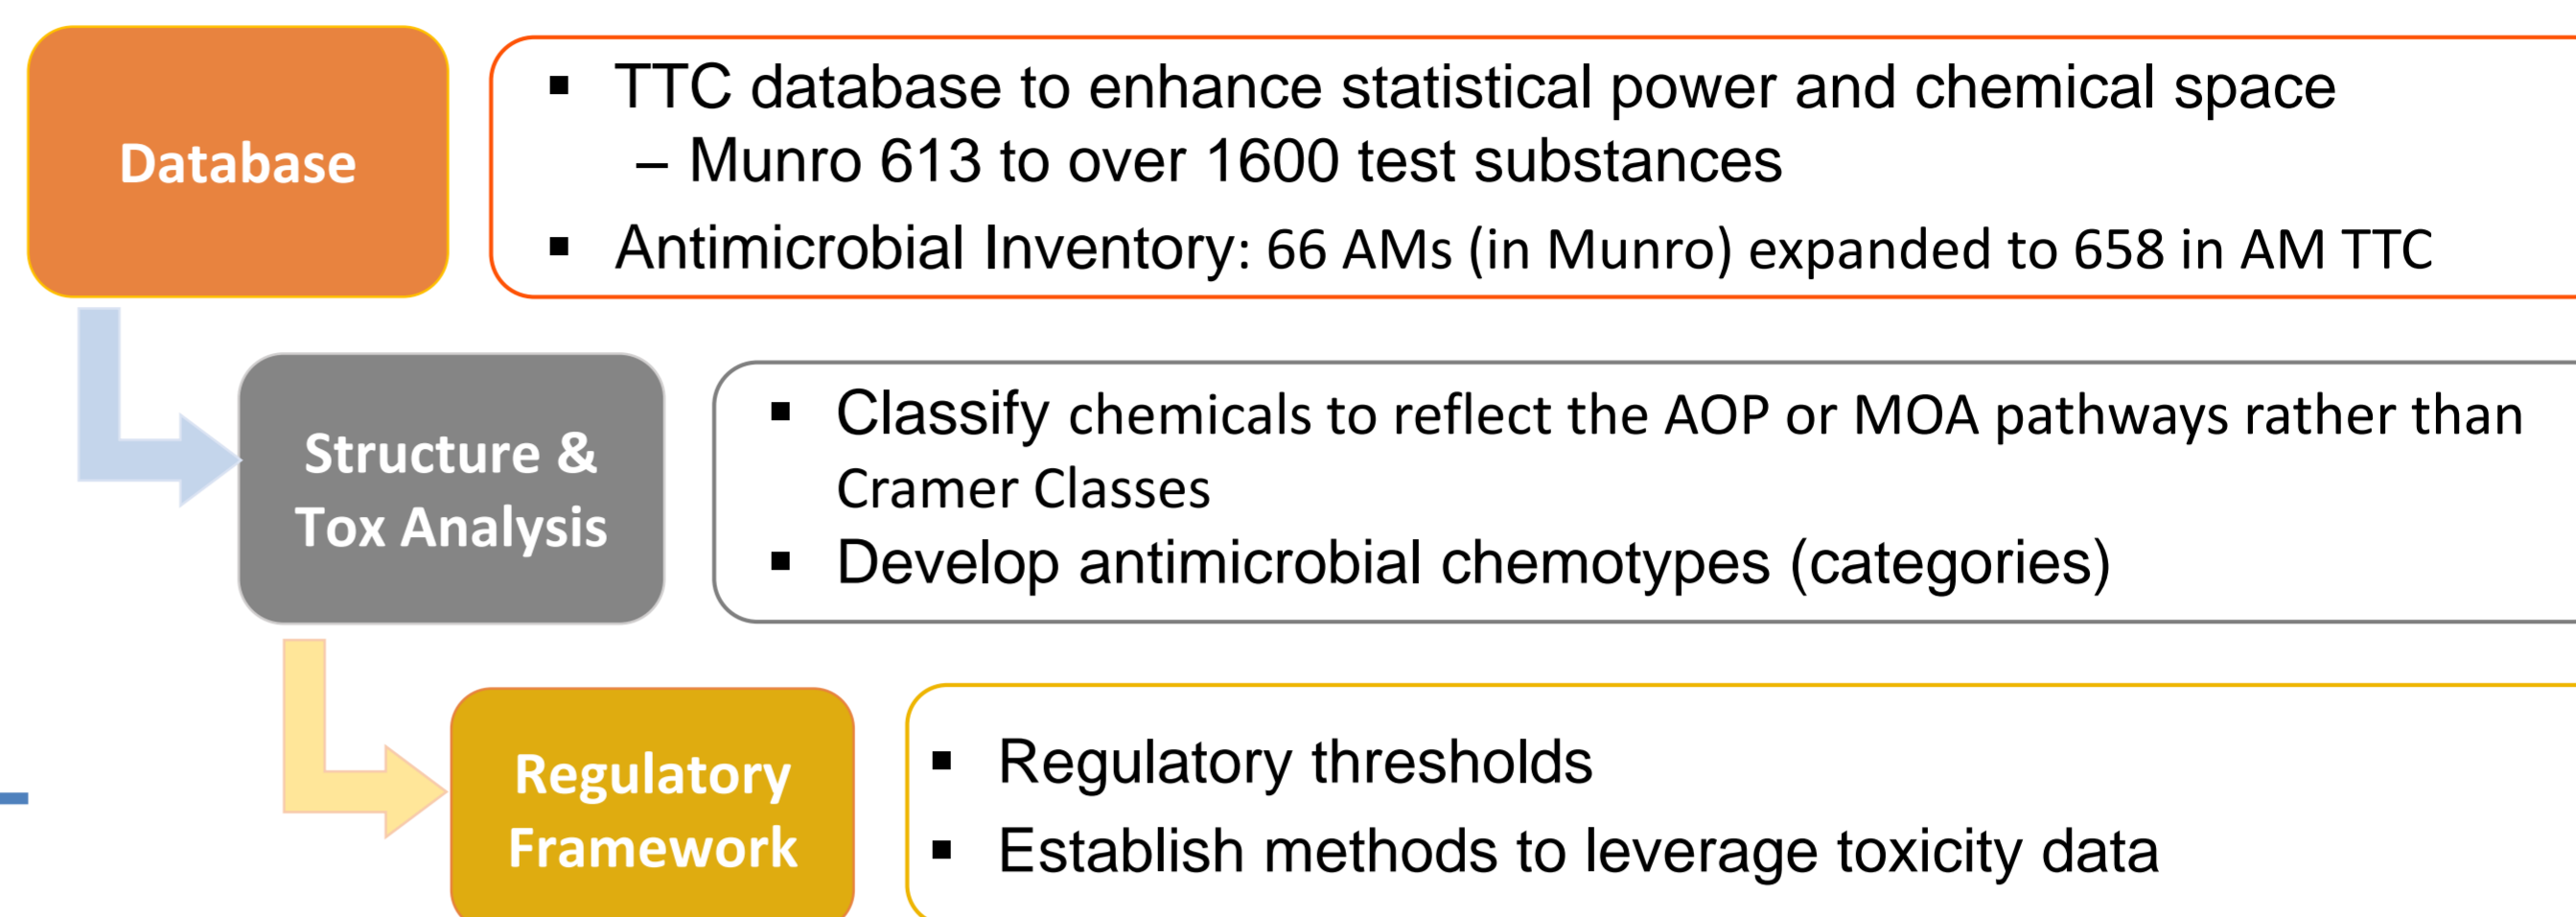 Database
▪ TTC database to enhance statistical power and chemical space
– Munro 613 to over 1600 test substances
▪ Antimicrobial Inventory: 66 AMs (in Munro) expanded to 658 in AM TTC
Structure &
Tox Analysis
▪ Classify chemicals to reflect the AOP or MOA pathways rather than
Cramer Classes
▪ Develop antimicrobial chemotypes (categories)
Regulatory
Framework
▪ Regulatory thresholds
▪ Establish methods to leverage toxicity data